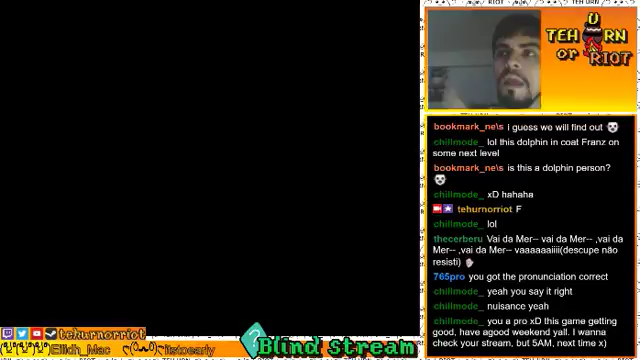 TEH URN
or RIOT
bookmark_ne\s i guess we will find out
chillmode_ lol this dolphin in coat Franz on
some next level
bookmark_ne\s is this a dolphin person?
chillmode_ xD hahaha
tehurnorriot F
chillmode_ lol
thecerberu Vai da Mer-- vai da Mer-- ,vai da
Mer-- ,vai da vaaaaaaiiii(descupe não
resisti)
765pro you got the pronunciation correct
chillmode_ yeah you say it right
chillmode_ nuisance yeah
chillmode_ you a pro xD this game getting
good, have agood weekend yall. I wanna
check your stream, but 5AM, next time x)
tehurnorriot
Ellich_Mac
listoearly
? Blind Stream